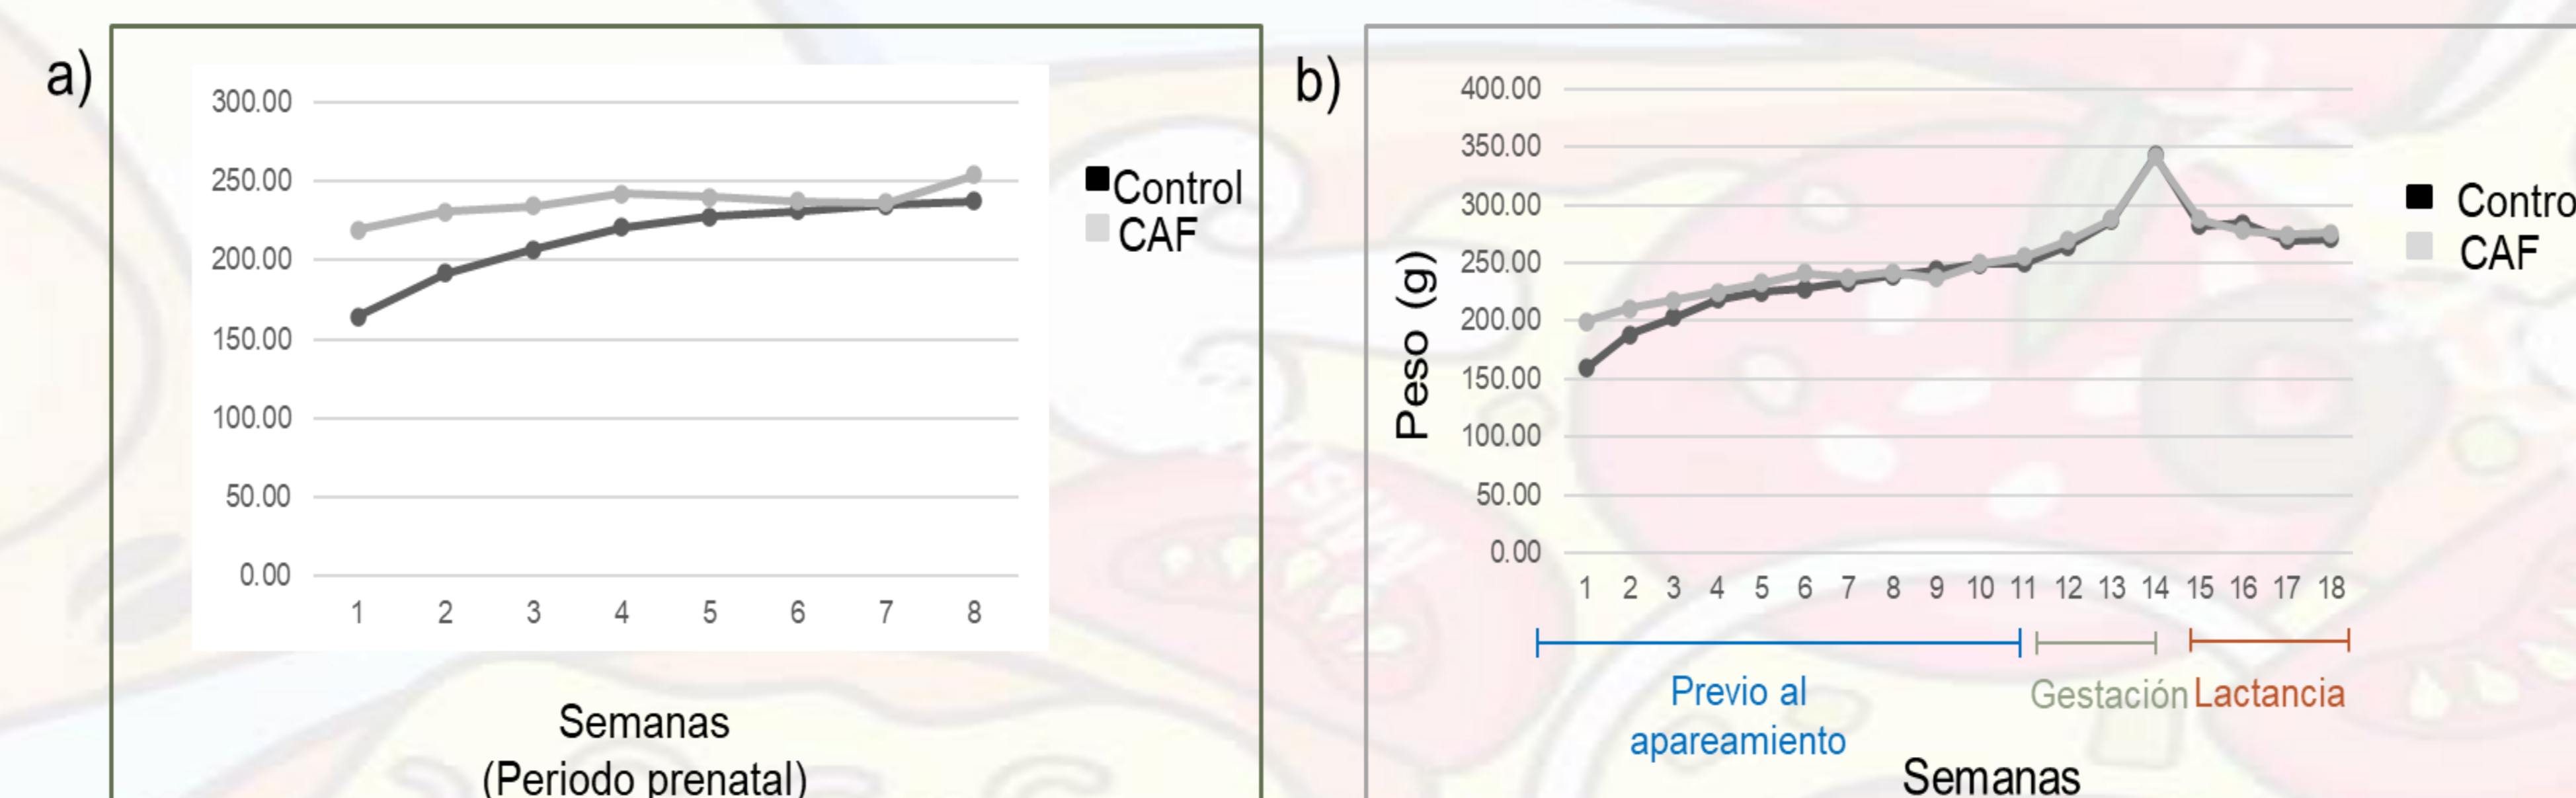 a)
300.00
250.00
200.00
150.00
100.00
50.00
0.00
1 2 3 4 5 6 7 8
Control
CAF
Semanas
(Periodo prenatal)
b)
Peso (g)
400.00
350.00
300.00
250.00
200.00
150.00
100.00
50.00
0.00
1 2 3 4 5 6 7 8 9 10 11 12 13 14 15 16 17 18
Contro
CAF
Previo al
apareamiento
Gestación
Lactancia
Semanas